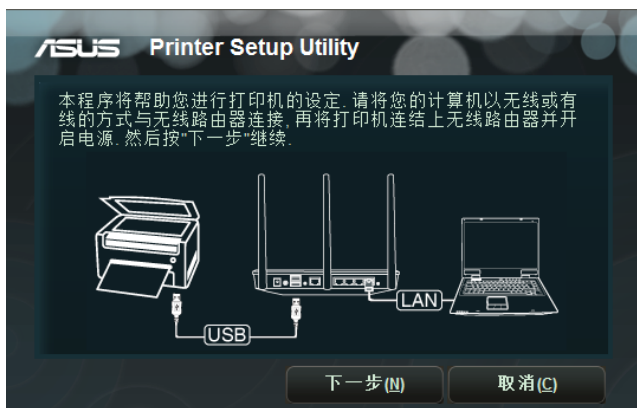 ASUS Printer Setup Utility
本程序将帮助您进行打印机的设定. 请将您的计算机以无线或有
线的方式与无线路由器连接, 再将打印机连结上无线路由器并开
启电源. 然后按"下一步"继续.
LAN
USB
下一步(N) 取消(C)